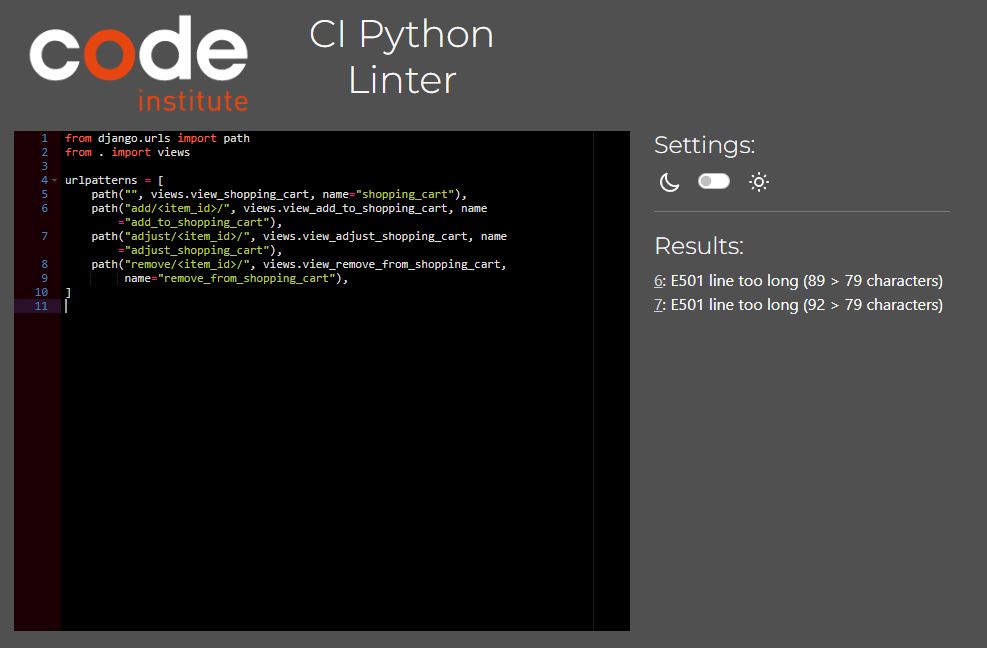 code
institute
CI Python
Linter
1 from django.urls import path
2 from . import views
3
4 urlpatterns = [
5 path("", views.view_shopping_cart, name="shopping_cart"),
6 path("add/<item_id>/", views.view_add_to_shopping_cart, name
="add_to_shopping_cart"),
7 path("adjust/<item_id>/", views.view_adjust_shopping_cart, name
="adjust_shopping_cart"),
8 path("remove/<item_id>/", views.view_remove_from_shopping_cart,
9 name="remove_from_shopping_cart"),
10 ]
11
Settings:
Results:
6: E501 line too long (89 > 79 characters)
7: E501 line too long (92 > 79 characters)